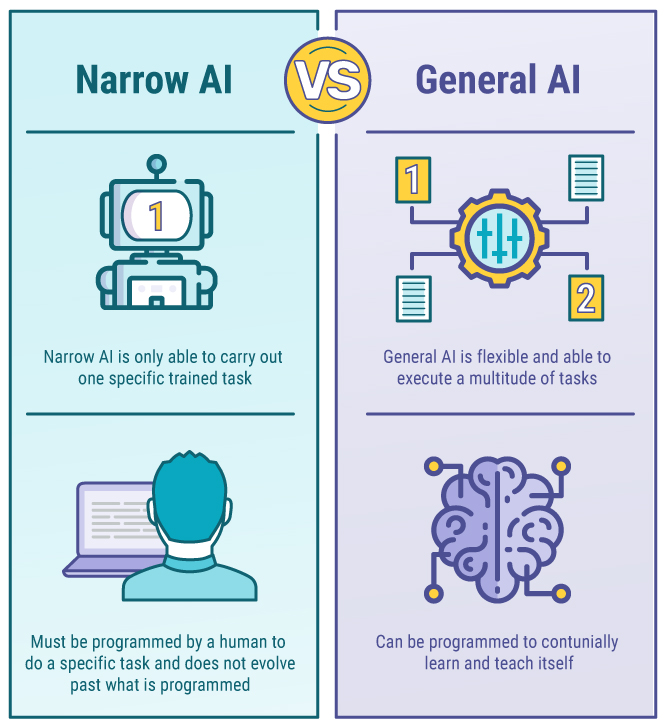 Narrow AI
VS
General AI
1
1
2
Narrow AI is only able to carry out
one specific trained task
General AI is flexible and able to
execute a multitude of tasks
Must be programmed by a human to
do a specific task and does not evolve
past what is programmed
Can be programmed to contunially
learn and teach itself